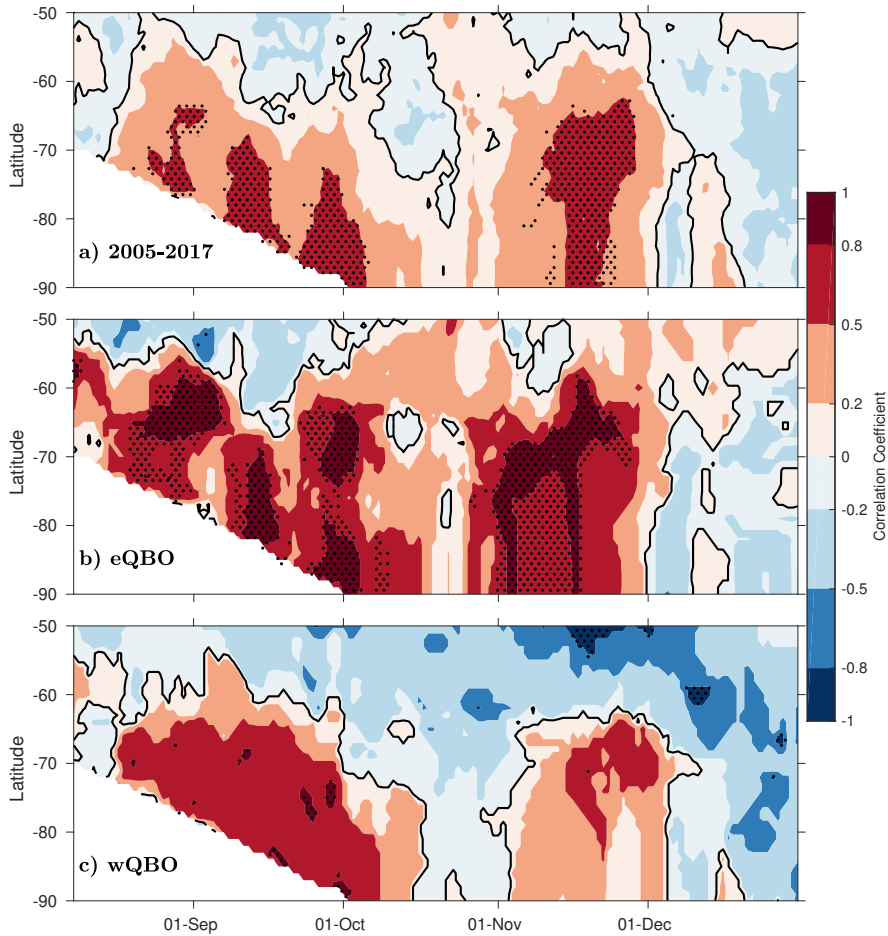 -50
-60
-70
-80
-90
Latitude
a) 2005-2017
-50
-60
-70
-80
-90
Latitude
b) eQBO
-50
-60
-70
-80
-90
Latitude
c) wQBO
01-Sep
01-Oct
01-Nov
01-Dec
1
0.8
0.5
0.2
0
-0.2
-0.5
-0.8
-1
Correlation Coefficient